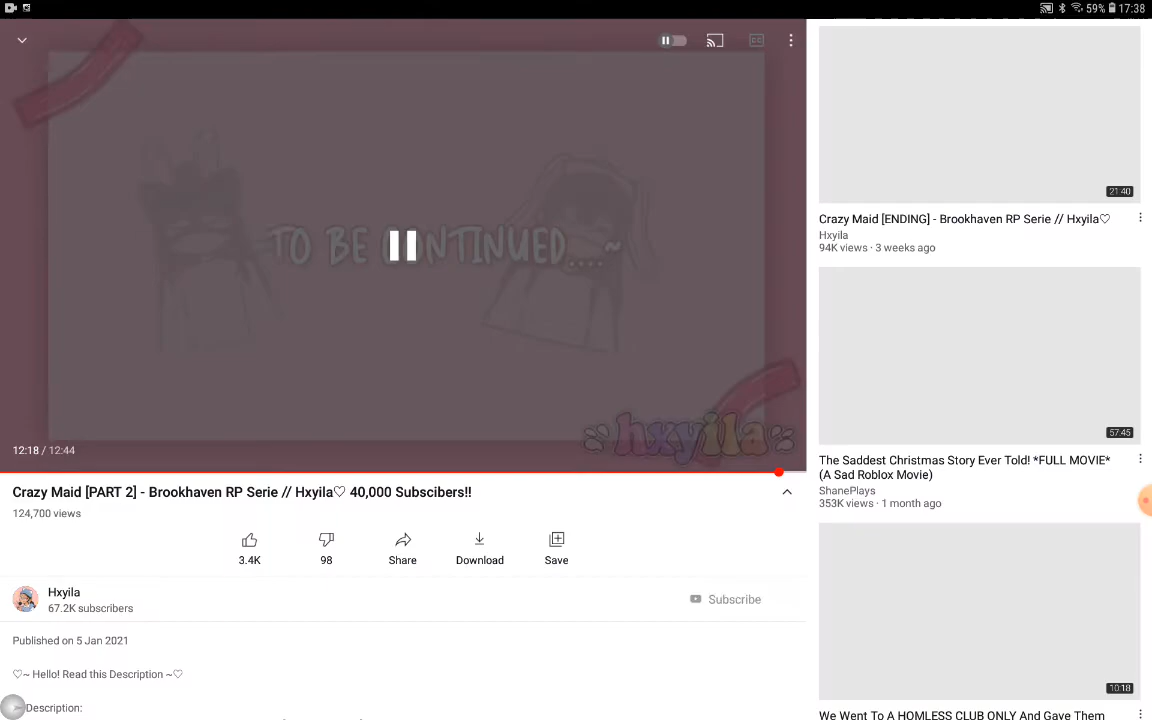 59% 17:38
TO BE CONTINUED....~
hxyila
12:18 / 12:44
Crazy Maid [PART 2] - Brookhaven RP Serie // Hxyila♡ 40,000 Subscibers!!
124,700 views
3.4K 98 Share Download Save
Hxyila
67.2K subscribers
Subscribe
Published on 5 Jan 2021
♡~ Hello! Read this Description ~♡
Description:
21:40
Crazy Maid [ENDING] - Brookhaven RP Serie // Hxyila♡
Hxyila
94K views · 3 weeks ago
57:45
The Saddest Christmas Story Ever Told! *FULL MOVIE*
(A Sad Roblox Movie)
ShanePlays
353K views · 1 month ago
10:18
We Went To A HOMLESS CLUB ONLY And Gave Them